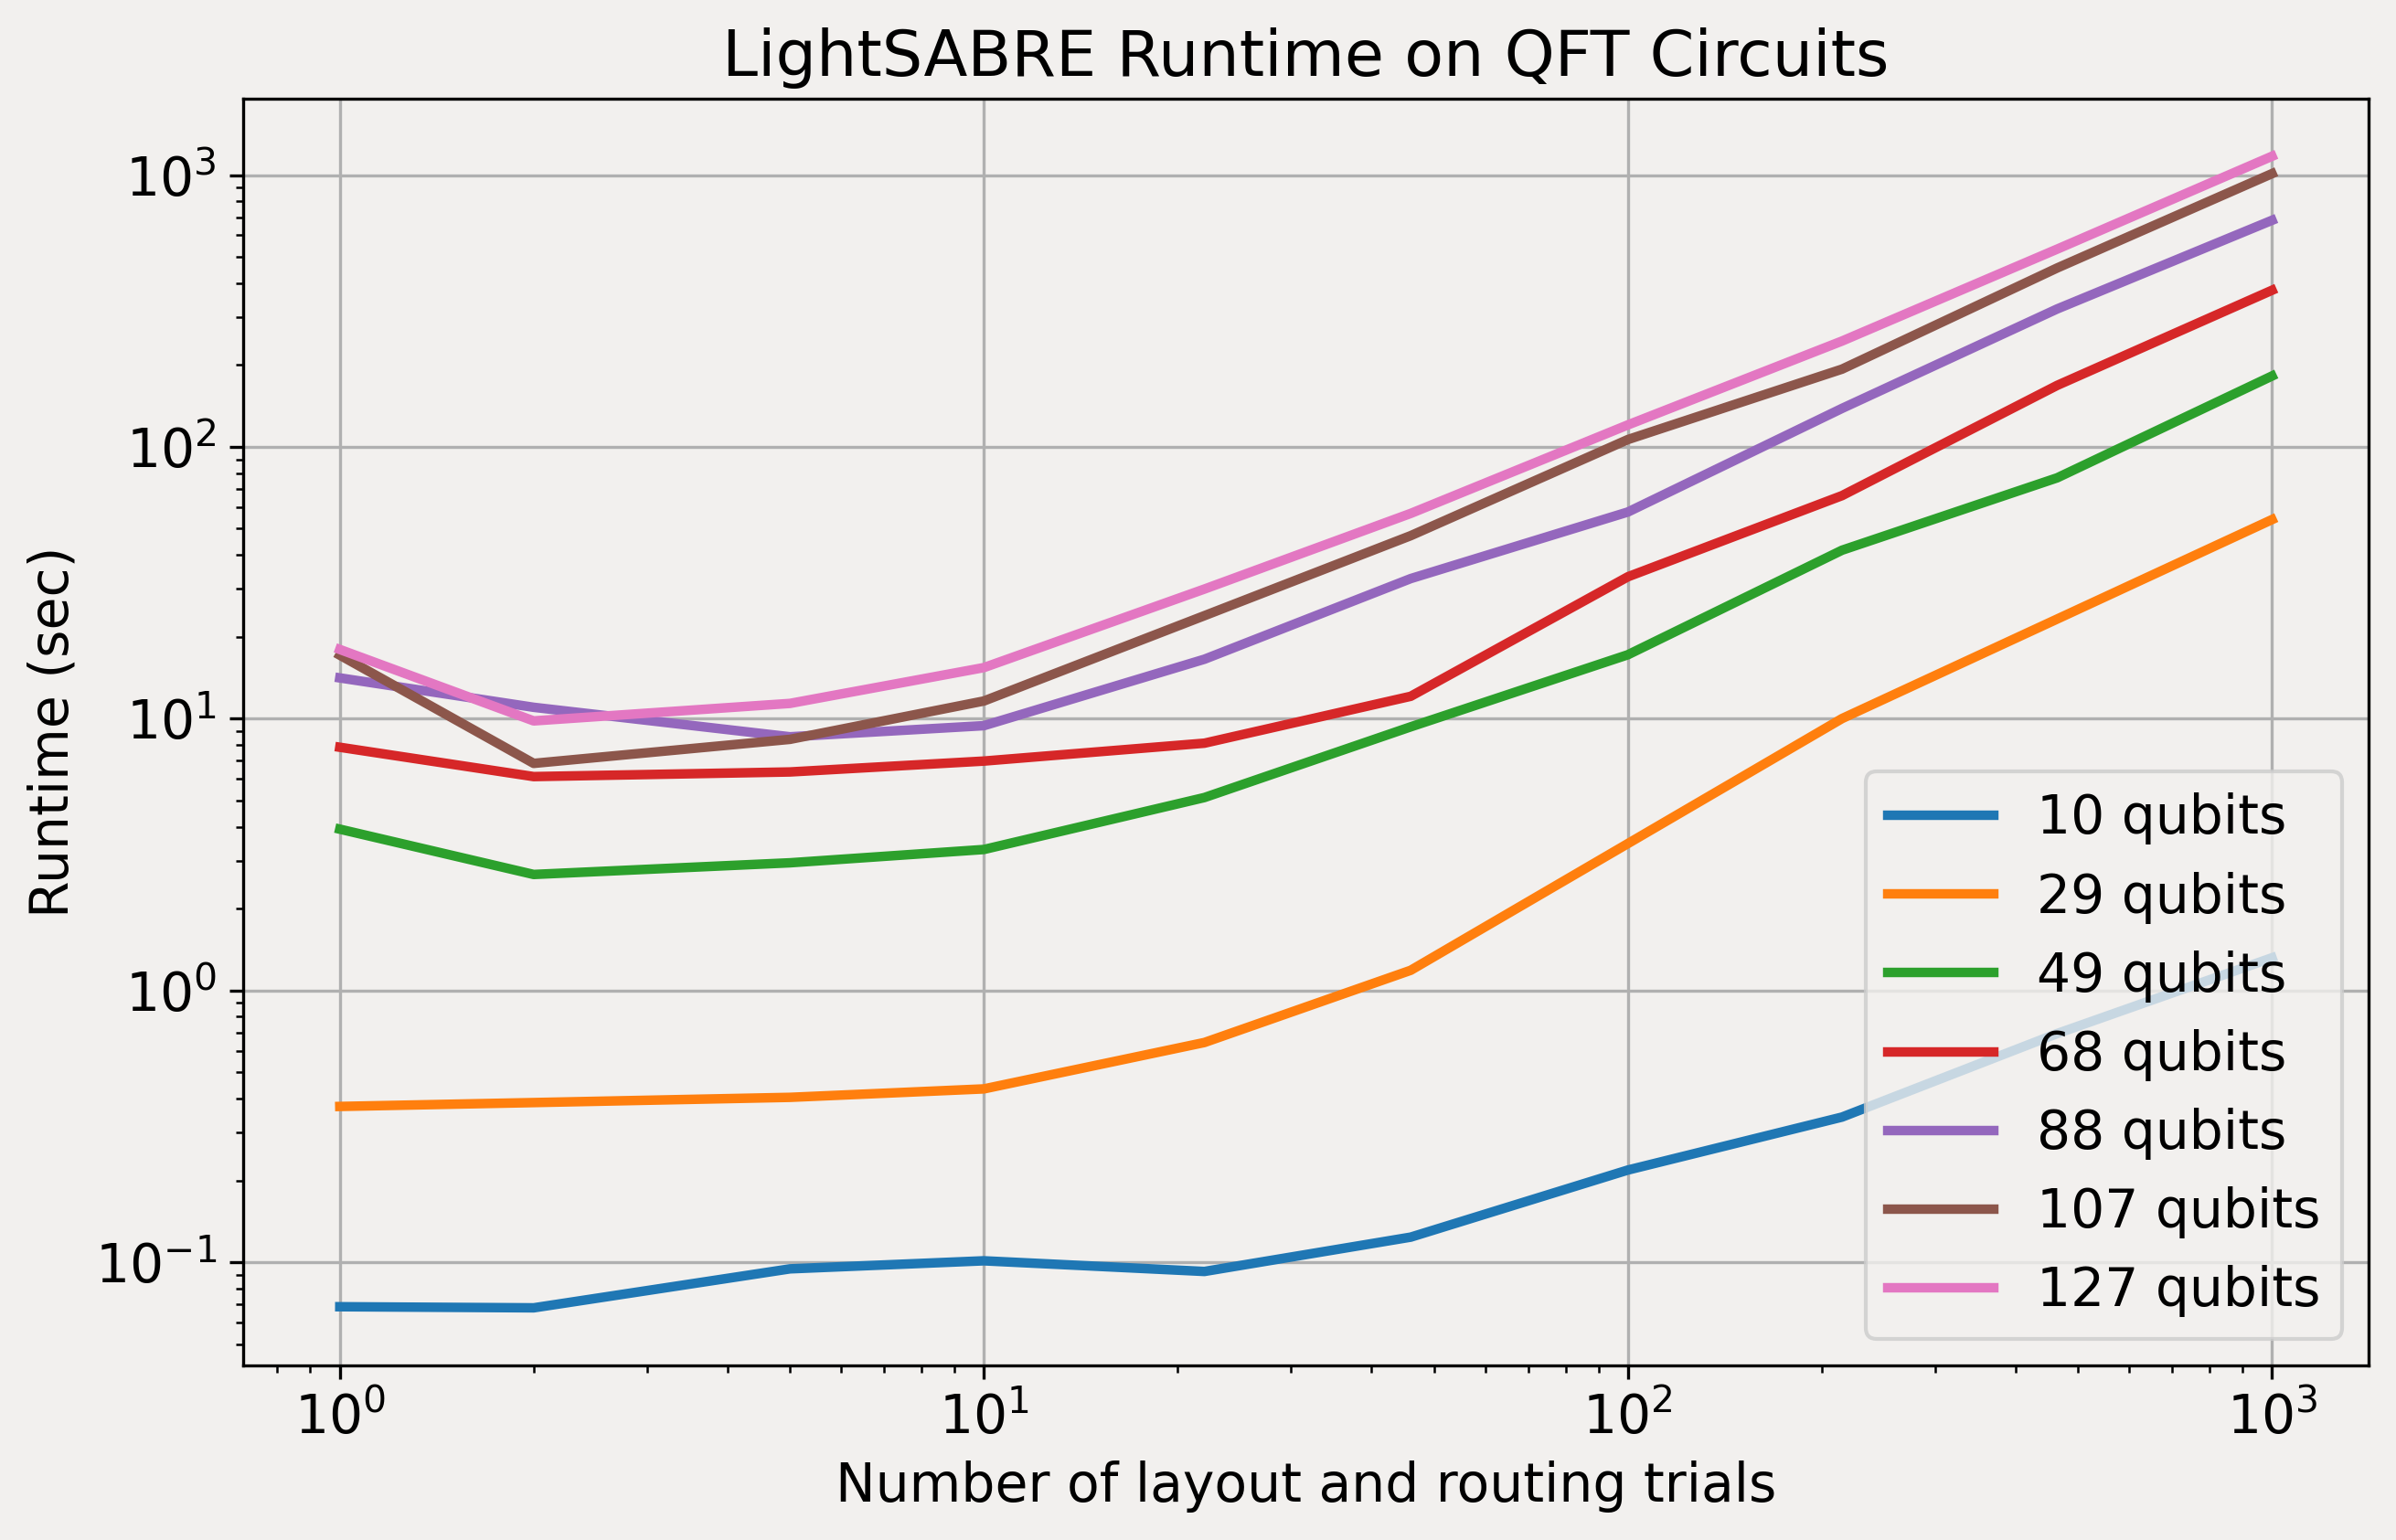 LightSABRE Runtime on QFT Circuits
Runtime (sec)
10³
10²
10¹
10⁰
10⁻¹
10 qubits
29 qubits
49 qubits
68 qubits
88 qubits
107 qubits
127 qubits
10⁰ 10¹ 10² 10³
Number of layout and routing trials